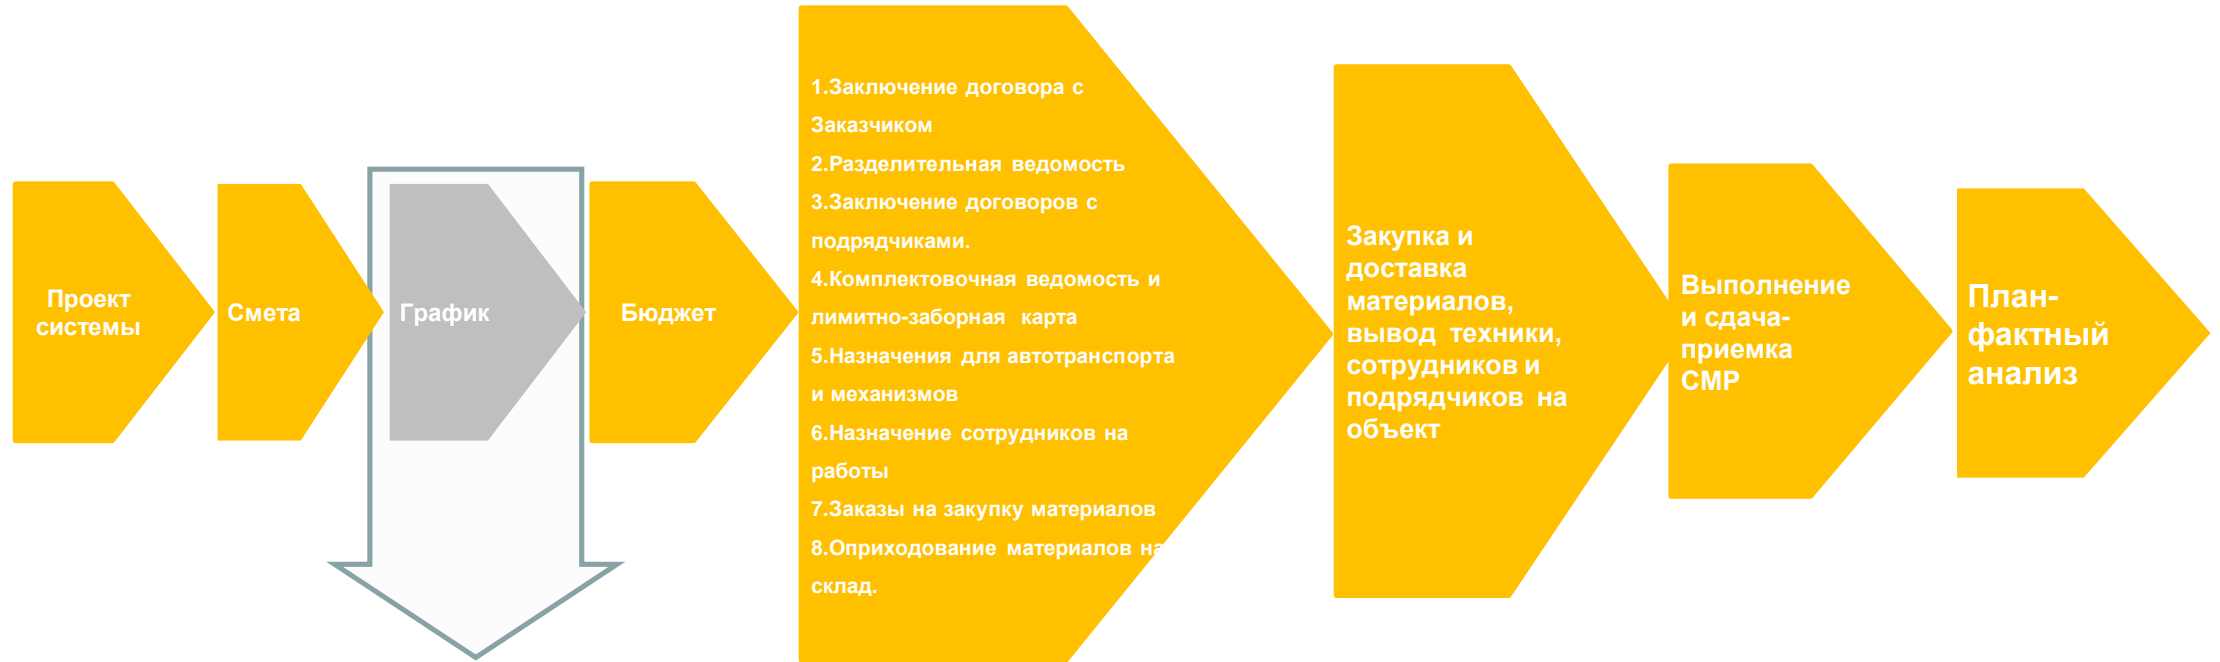 Проект
системы
Смета
График
Бюджет
1.Заключение договора с
Заказчиком
2.Разделительная ведомость
3.Заключение договоров с
подрядчиками.
4.Комплектовочная ведомость и
лимитно-заборная карта
5.Назначения для автотранспорта
и механизмов
6.Назначение сотрудников на
работы
7.Заказы на закупку материалов
8.Оприходование материалов на
склад.
Закупка и
доставка
материалов,
вывод техники,
сотрудников и
подрядчиков на
объект
Выполнение
и сдача-
приемка
СМР
План-
фактный
анализ